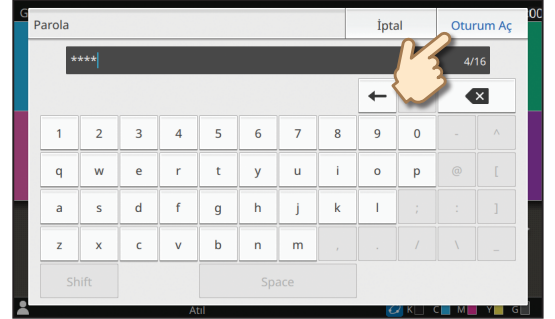 G
:00
Parola
İptal
Oturum Aç
****
4/16
1 2 3 4 5 6 7 8 9 0 - ^
q w e r t y u i o p @ [
a s d f g h j k l ; : ]
z x c v b n m , . / \ _
Shift
Space
Atıl
K C M Y G